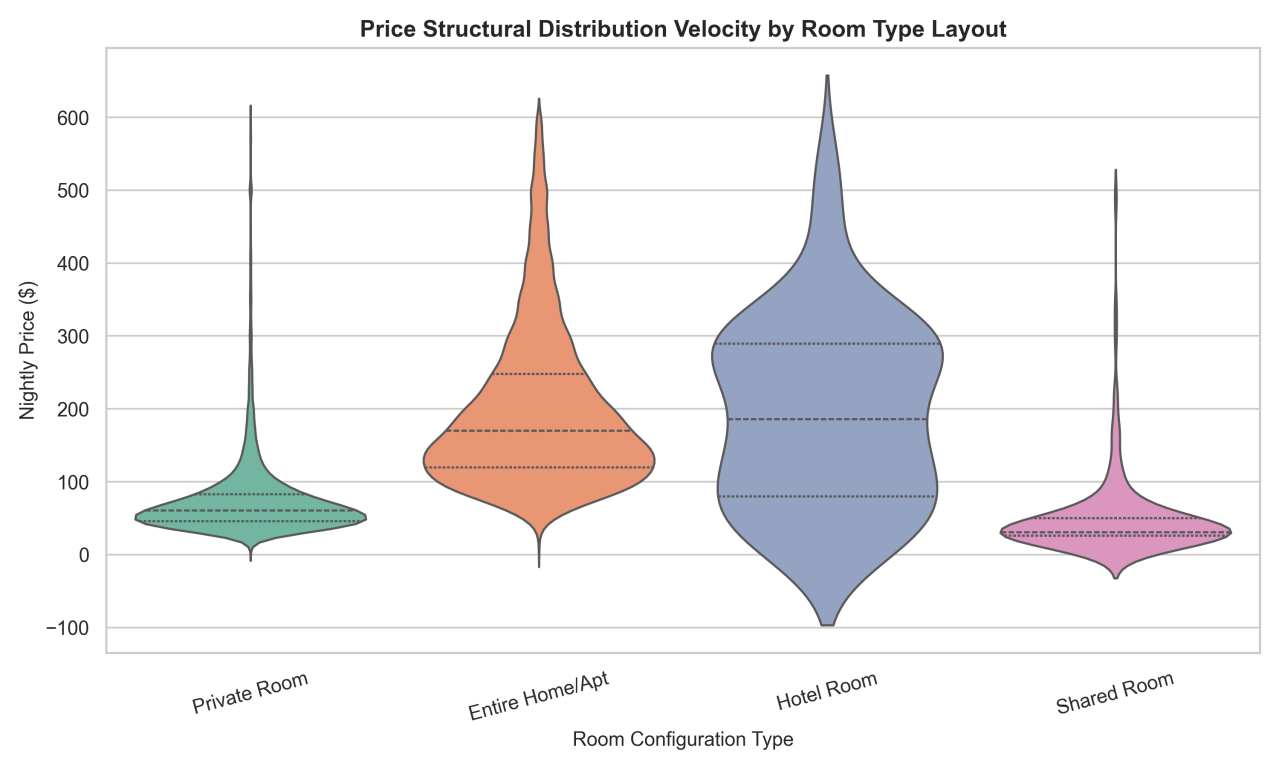 Price Structural Distribution Velocity by Room Type Layout
Nightly Price ($)
600
500
400
300
200
100
0
−100
Private Room
Entire Home/Apt
Hotel Room
Shared Room
Room Configuration Type